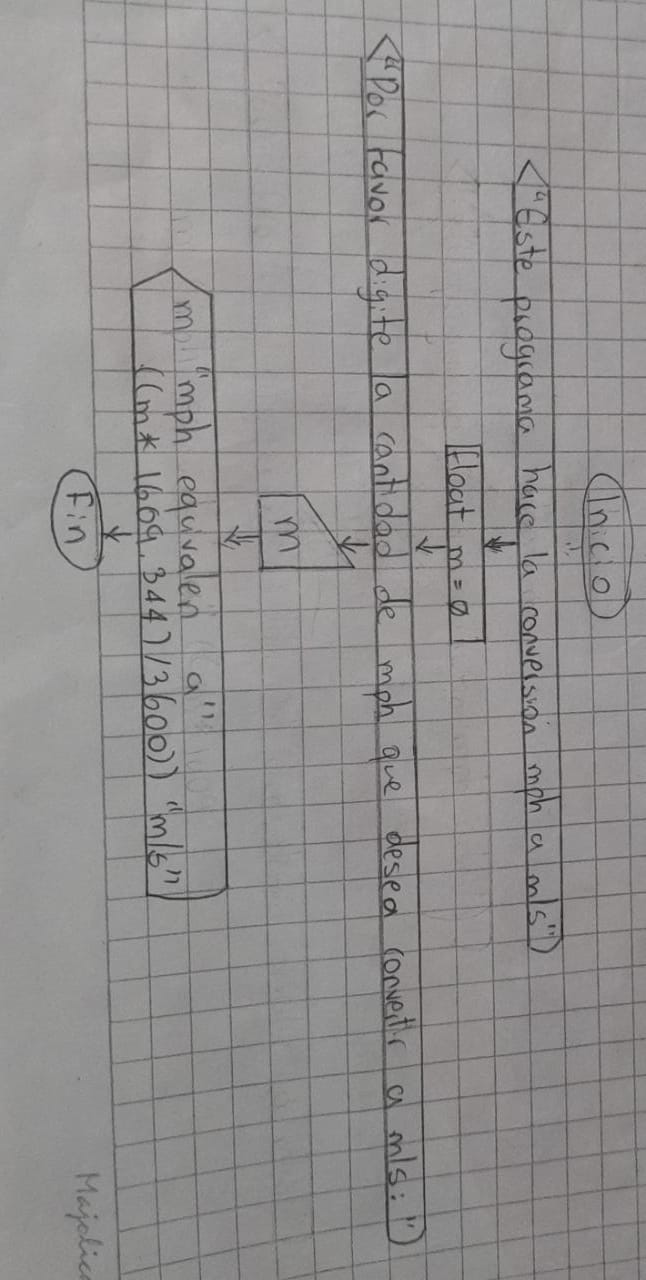 Inicio
"Este programa hace la conversión mph a m/s"
float m = 0
"Por favor digite la cantidad de mph que desea convertir a m/s: "
m
m "mph equivalen a"
((m * 1609.344) / 3600)) "m/s"
Fin
Majolica